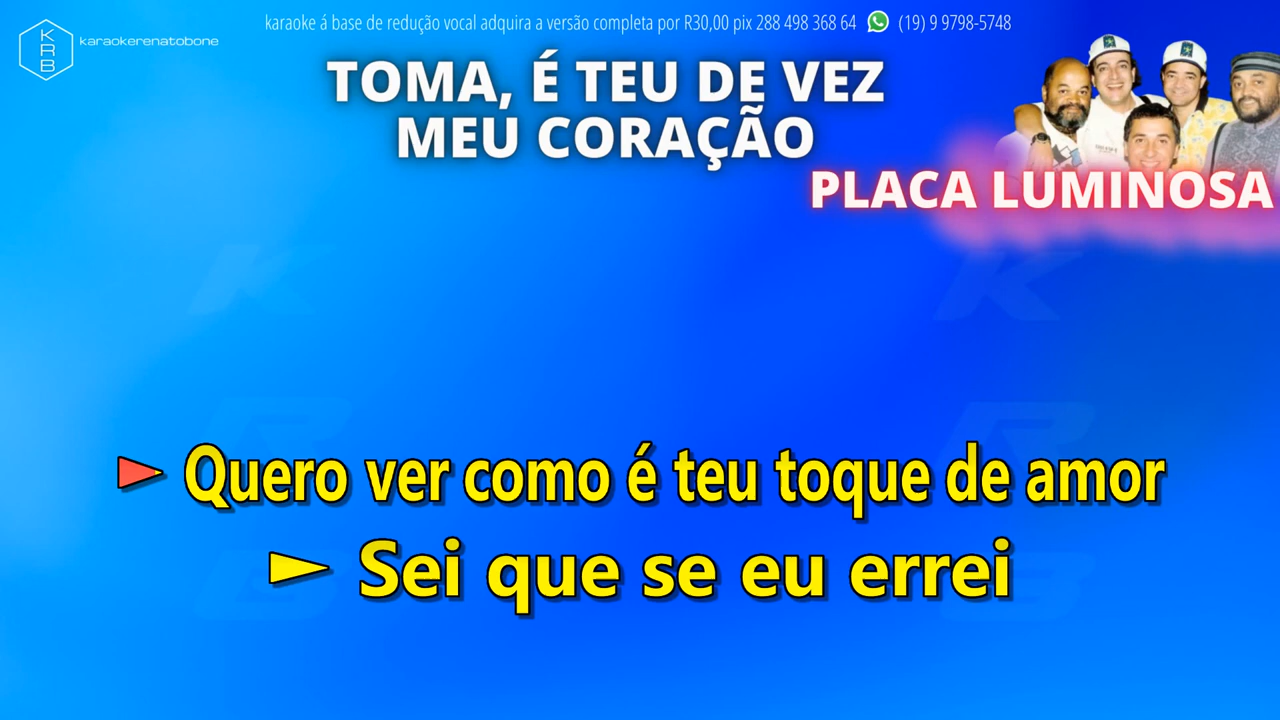 karaoke á base de redução vocal adquira a versão completa por R30,00 pix 288 498 368 64 (19) 9 9798-5748
K
R
B
karaokerenatobone
TOMA, É TEU DE VEZ
MEU CORAÇÃO
PLACA LUMINOSA
K
K
R
R
B
B
Quero ver como é teu toque de amor
Sei que se eu errei